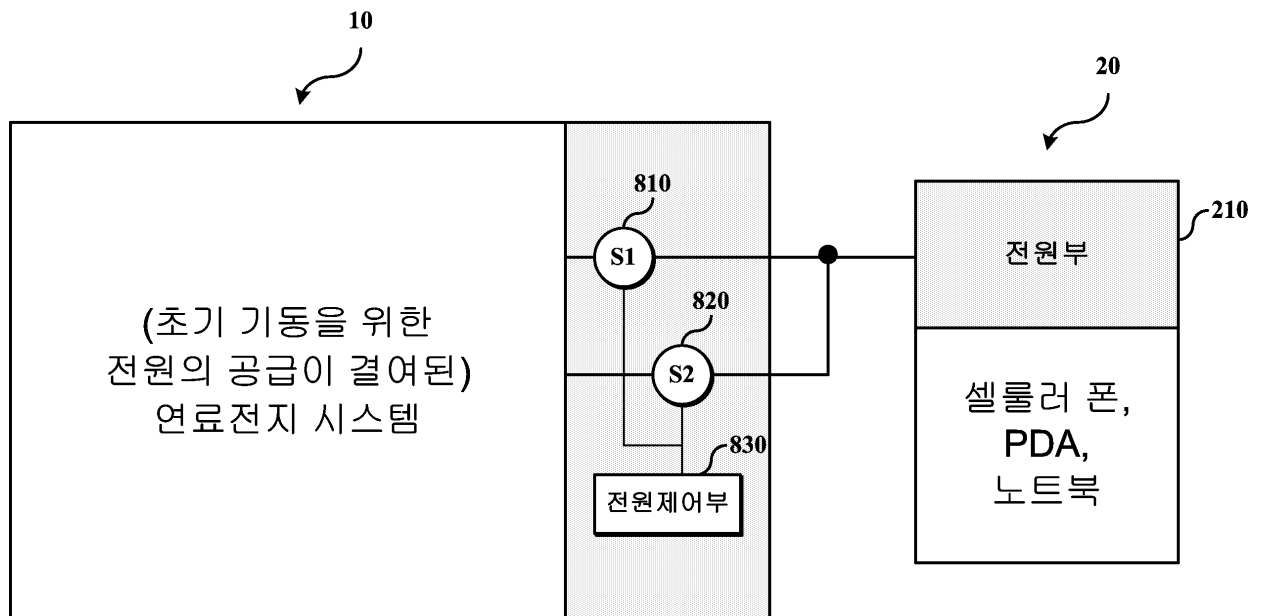 10
20
810
210
S1
전원부
820
(초기 기동을 위한
전원의 공급이 결여된)
연료전지 시스템
S2
셀룰러 폰,
PDA,
노트북
830
전원제어부